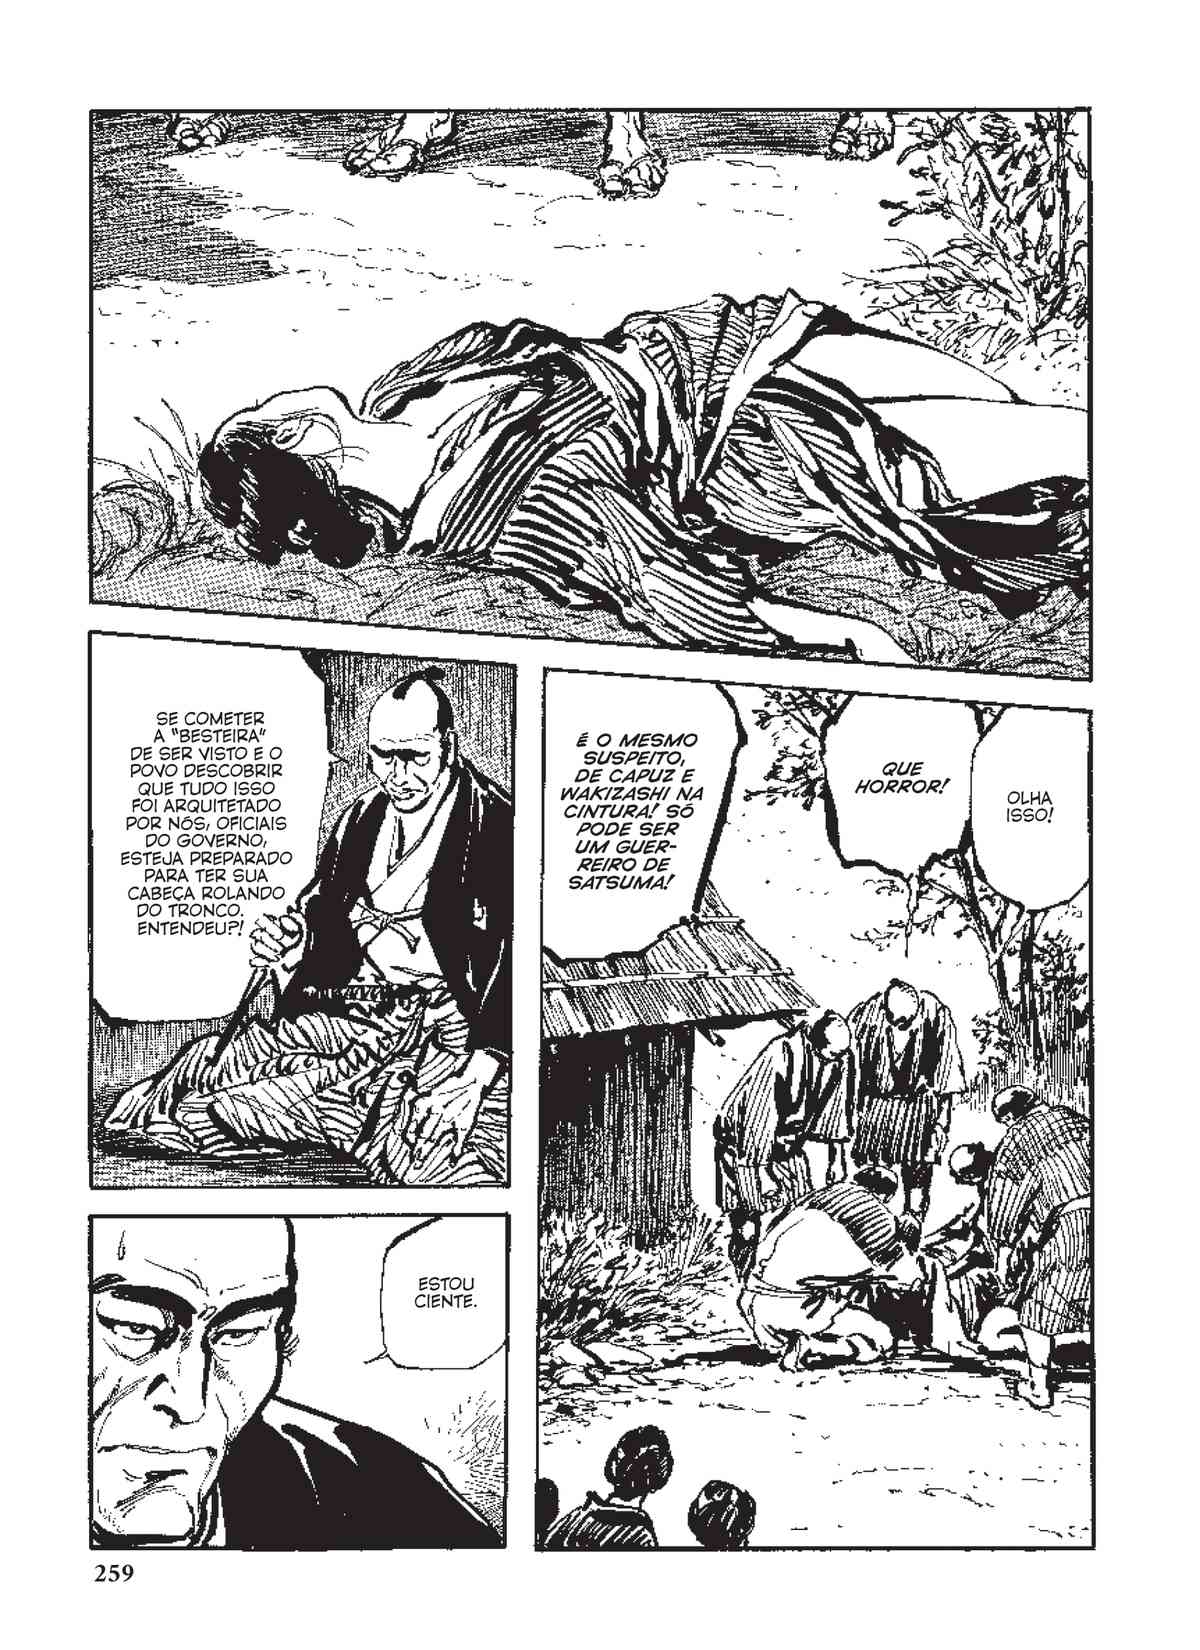 OLHA
ISSO!
QUE
HORROR!
É O MESMO
SUSPEITO,
DE CAPUZ E
WAKIZASHI NA
CINTURA! SÓ
PODE SER
UM GUER-
REIRO DE
SATSUMA!
SE COMETER
A "BESTEIRA"
DE SER VISTO E O
POVO DESCOBRIR
QUE TUDO ISSO
FOI ARQUITETADO
POR NÓS, OFICIAIS
DO GOVERNO,
ESTEJA PREPARADO
PARA TER SUA
CABEÇA ROLANDO
DO TRONCO.
ENTENDEU?!
ESTOU
CIENTE.
259